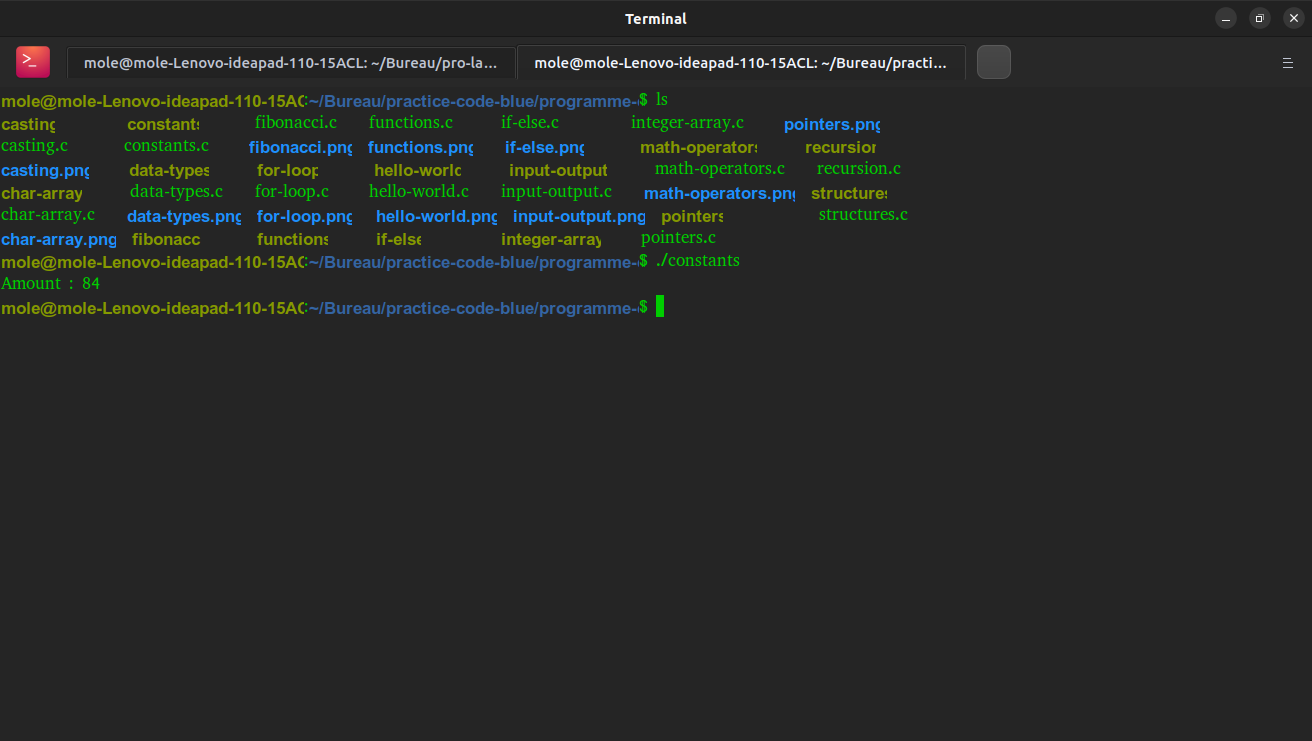 Terminal
mole@mole-Lenovo-ideapad-110-15ACL: ~/Bureau/pro-la... mole@mole-Lenovo-ideapad-110-15ACL: ~/Bureau/practi...
mole@mole-Lenovo-ideapad-110-15AC:~/Bureau/practice-code-blue/programme-$ ls
casting constants fibonacci.c functions.c if-else.c integer-array.c pointers.png
casting.c constants.c fibonacci.png functions.png if-else.png math-operators recursion
casting.png data-types for-loop hello-world input-output math-operators.c recursion.c
char-array data-types.c for-loop.c hello-world.c input-output.c math-operators.png structures
char-array.c data-types.png for-loop.png hello-world.png input-output.png pointers structures.c
char-array.png fibonacc functions if-else integer-array pointers.c
mole@mole-Lenovo-ideapad-110-15AC:~/Bureau/practice-code-blue/programme-$ ./constants
Amount : 84
mole@mole-Lenovo-ideapad-110-15AC:~/Bureau/practice-code-blue/programme-$